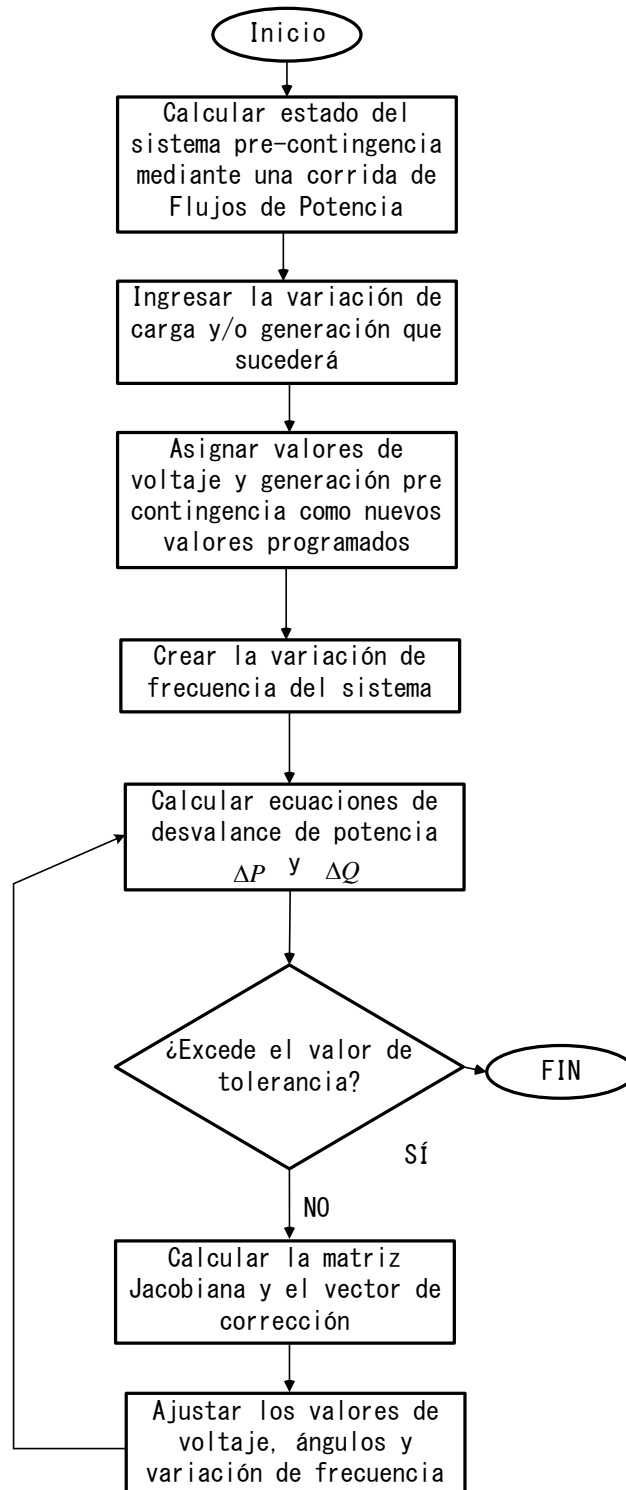 Inicio
Calcular estado del
sistema pre-contingencia
mediante una corrida de
Flujos de Potencia
Ingresar la variación de
carga y/o generación que
sucederá
Asignar valores de
voltaje y generación pre
contingencia como nuevos
valores programados
Crear la variación de
frecuencia del sistema
Calcular ecuaciones de
desvalance de potencia
ΔP y ΔQ
¿Excede el valor de
tolerancia?
FIN
SÍ
NO
Calcular la matriz
Jacobiana y el vector de
corrección
Ajustar los valores de
voltaje, ángulos y
variación de frecuencia